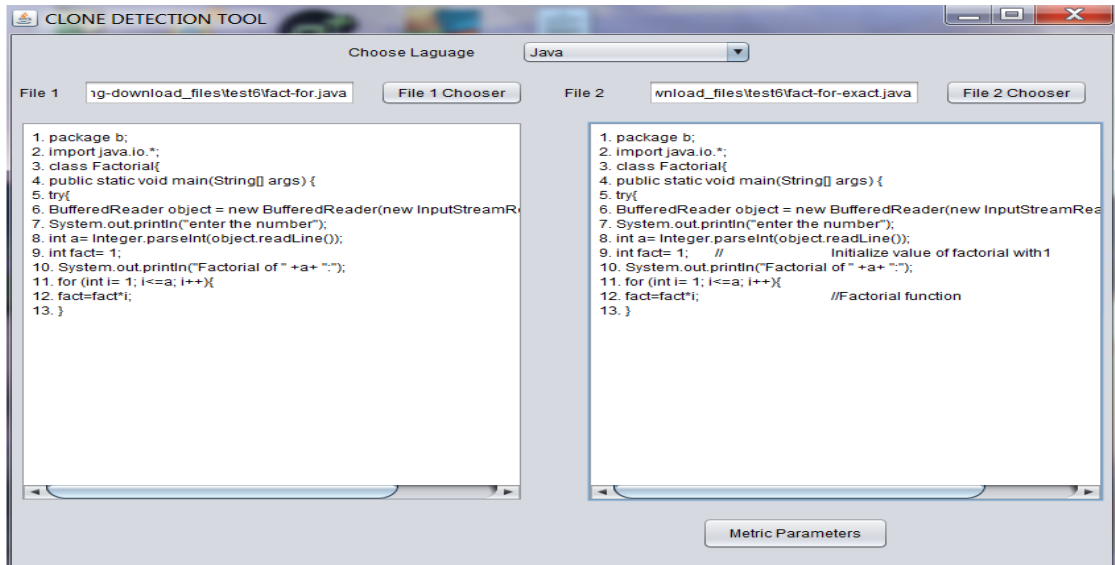 CLONE DETECTION TOOL
Choose Laguage Java
File 1 ng-download_files\test6\fact-for.java File 1 Chooser File 2 wnload_files\test6\fact-for-exact.java File 2 Chooser
1. package b;
2. import java.io.*;
3. class Factorial{
4. public static void main(String[] args) {
5. try{
6. BufferedReader object = new BufferedReader(new InputStreamRe
7. System.out.println("enter the number");
8. int a= Integer.parseInt(object.readLine());
9. int fact= 1;
10. System.out.println("Factorial of " +a+ ":");
11. for (int i= 1; i<=a; i++){
12. fact=fact*i;
13. }
1. package b;
2. import java.io.*;
3. class Factorial{
4. public static void main(String[] args) {
5. try{
6. BufferedReader object = new BufferedReader(new InputStreamRea
7. System.out.println("enter the number");
8. int a= Integer.parseInt(object.readLine());
9. int fact= 1; // Initialize value of factorial with1
10. System.out.println("Factorial of " +a+ ":");
11. for (int i= 1; i<=a; i++){
12. fact=fact*i; //Factorial function
13. }
Metric Parameters